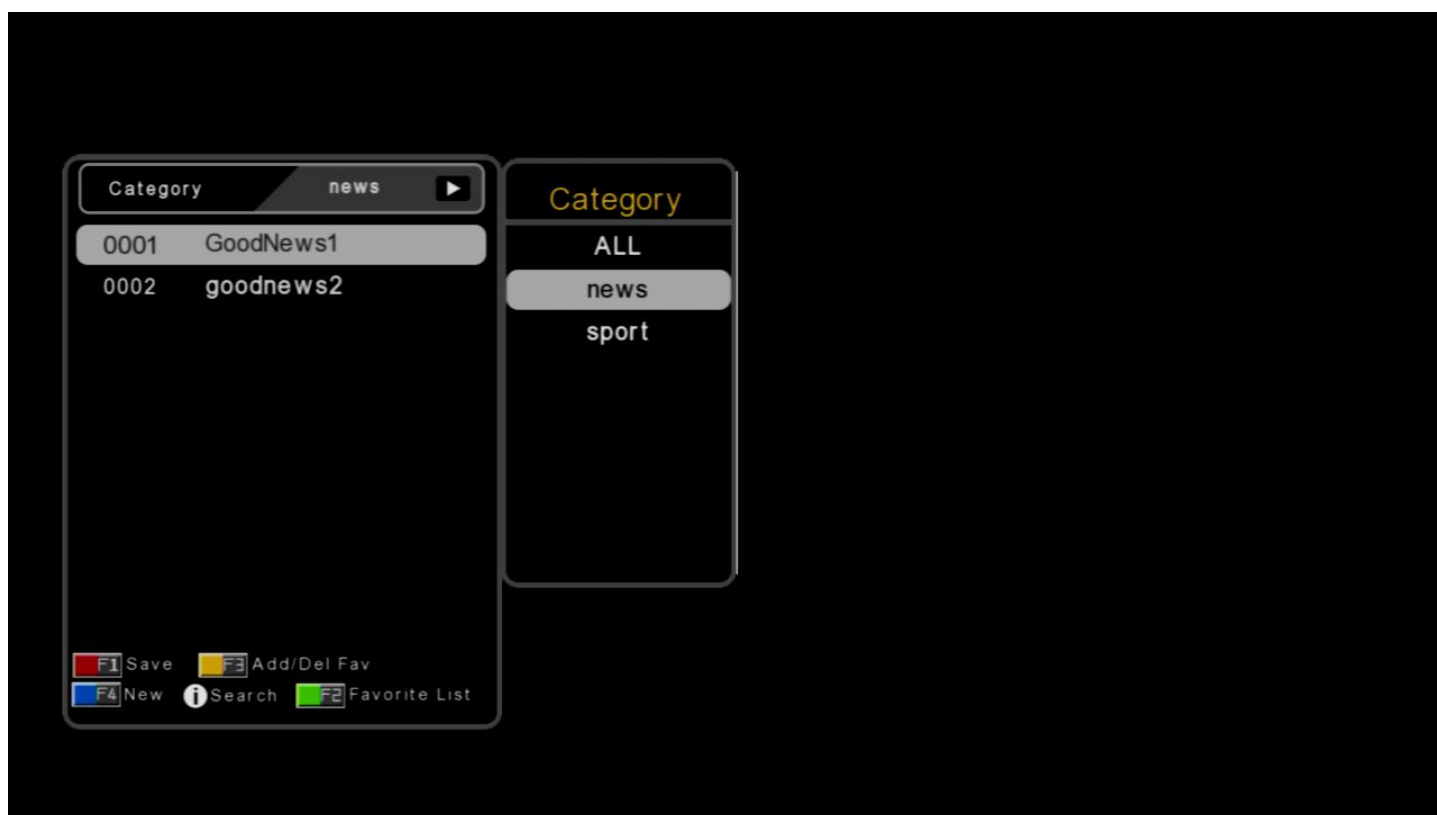 Category news
0001 GoodNews1
0002 goodnews2
F1 Save F3 Add/Del Fav
F4 New i Search F2 Favorite List
Category
ALL
news
sport